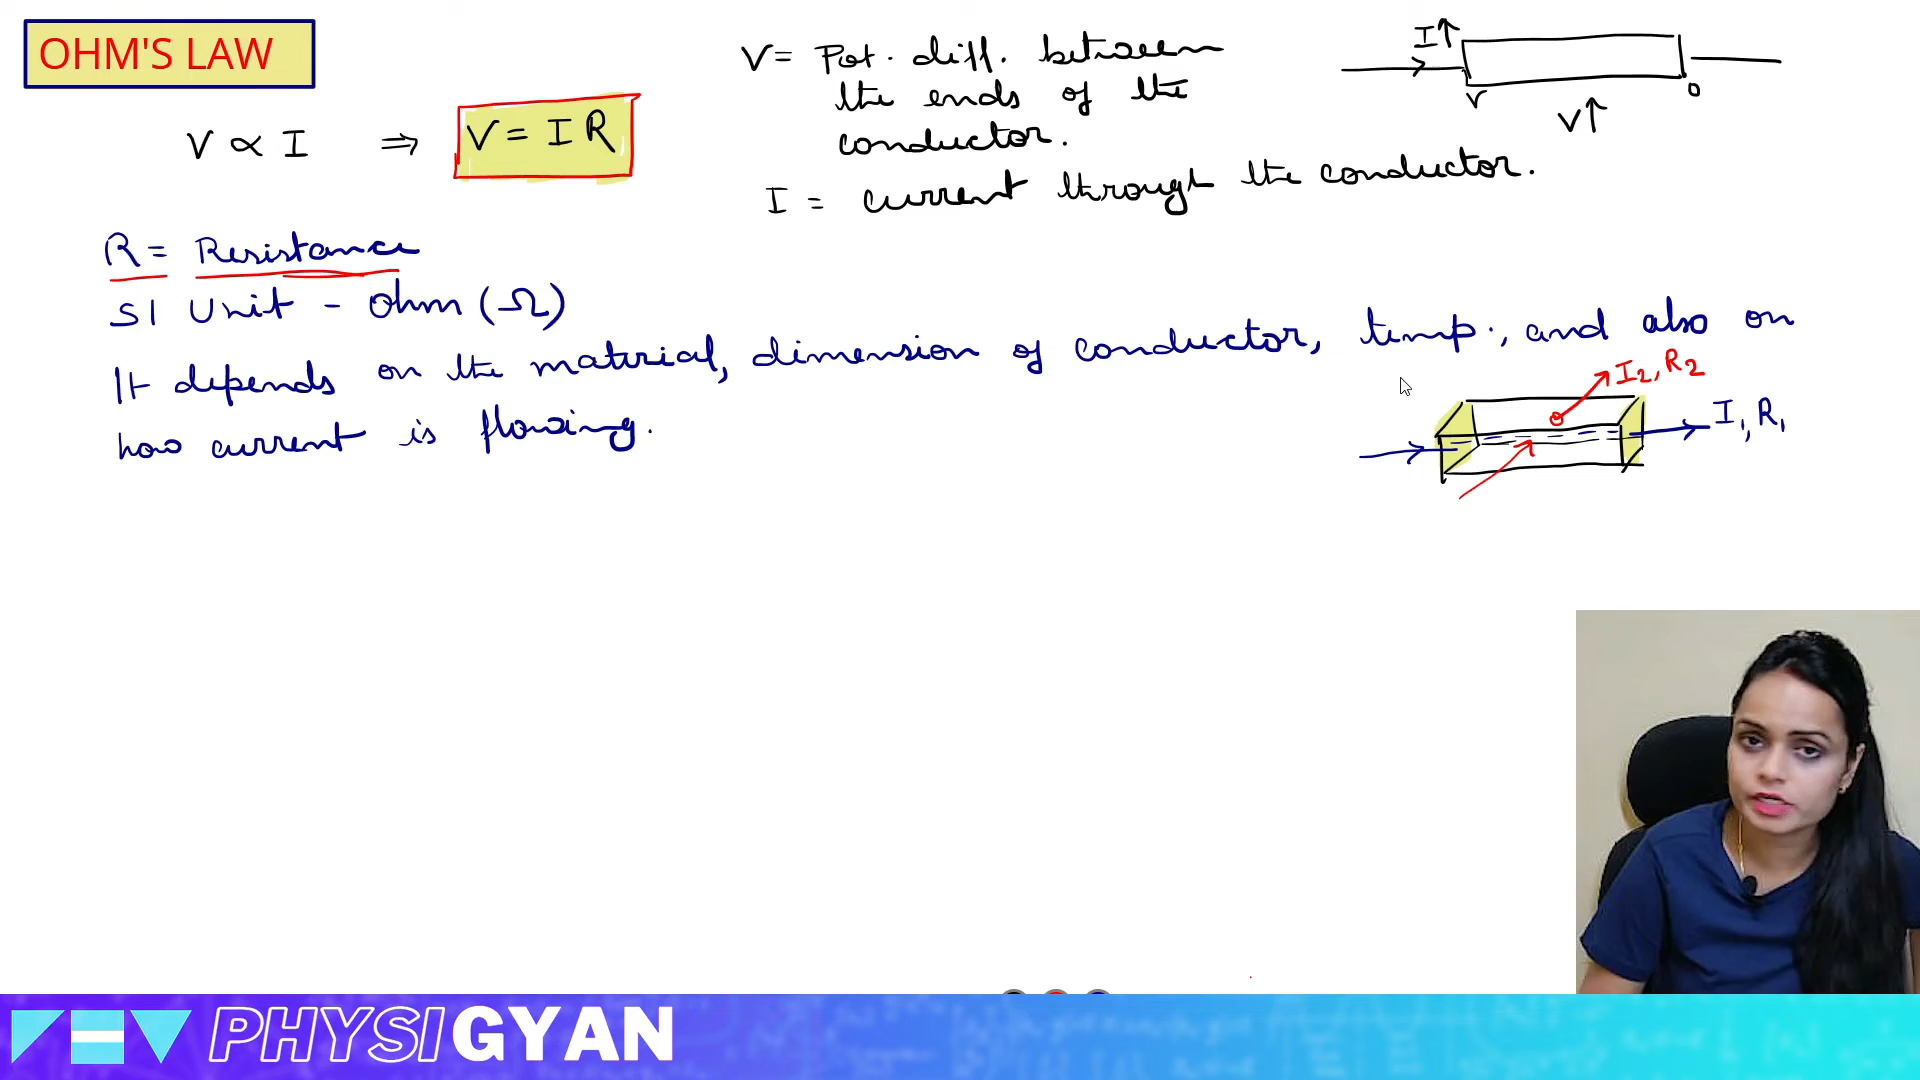 OHM'S LAW
V ∝ I ⇒ V = I R
V = Pot. diff. between
the ends of the
conductor.
I = current through the conductor.
I↑
V
0
V↑
R = Resistance
SI Unit - Ohm (Ω)
It depends on the material, dimension of conductor, temp., and also on
how current is flowing.
I2, R2
I1, R1
PHYSIGYAN